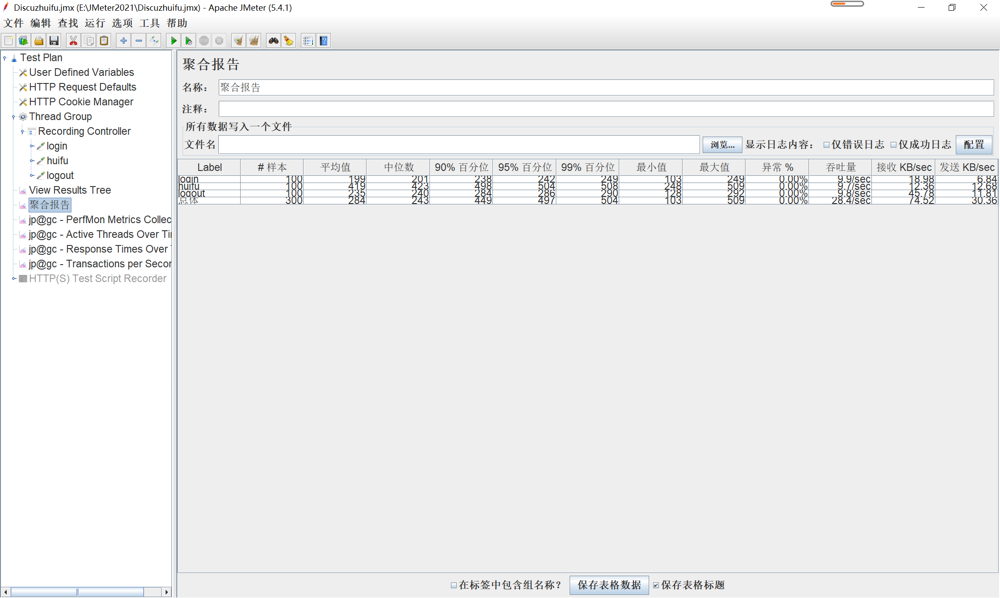 Discuzhuifu.jmx (E:\JMeter2021\Discuzhuifu.jmx) - Apache JMeter (5.4.1)
文件 编辑 查找 运行 选项 工具 帮助
STOP
Test Plan
User Defined Variables
HTTP Request Defaults
HTTP Cookie Manager
Thread Group
Recording Controller
login
huifu
logout
View Results Tree
聚合报告
jp@gc - PerfMon Metrics Collec
jp@gc - Active Threads Over Ti
jp@gc - Response Times Over
jp@gc - Transactions per Secon
HTTP(S) Test Script Recorder
聚合报告
名称： 聚合报告
注释：
所有数据写入一个文件
文件名 浏览... 显示日志内容： 仅错误日志 仅成功日志 配置
Label # 样本 平均值 中位数 90% 百分位 95% 百分位 99% 百分位 最小值 最大值 异常 % 吞吐量 接收 KB/sec 发送 KB/sec
login 100 199 201 238 242 249 103 249 0.00% 9.9/sec 18.98 6.84
huifu 100 419 423 498 504 508 248 509 0.00% 9.7/sec 12.36 12.68
logout 100 235 240 284 286 290 128 292 0.00% 9.8/sec 45.78 11.81
总体 300 284 243 449 497 504 103 509 0.00% 28.4/sec 74.52 30.36
在标签中包含组名称？ 保存表格数据 保存表格标题